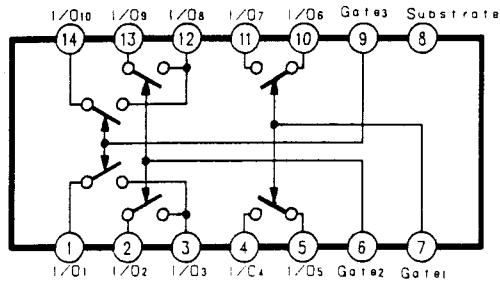 I/O10 I/O9 I/O8 I/O7 I/O6 Gate3 Substrate
14 13 12 11 10 9 8
1 2 3 4 5 6 7
I/O1 I/O2 I/O3 I/O4 I/O5 Gate2 Gate1